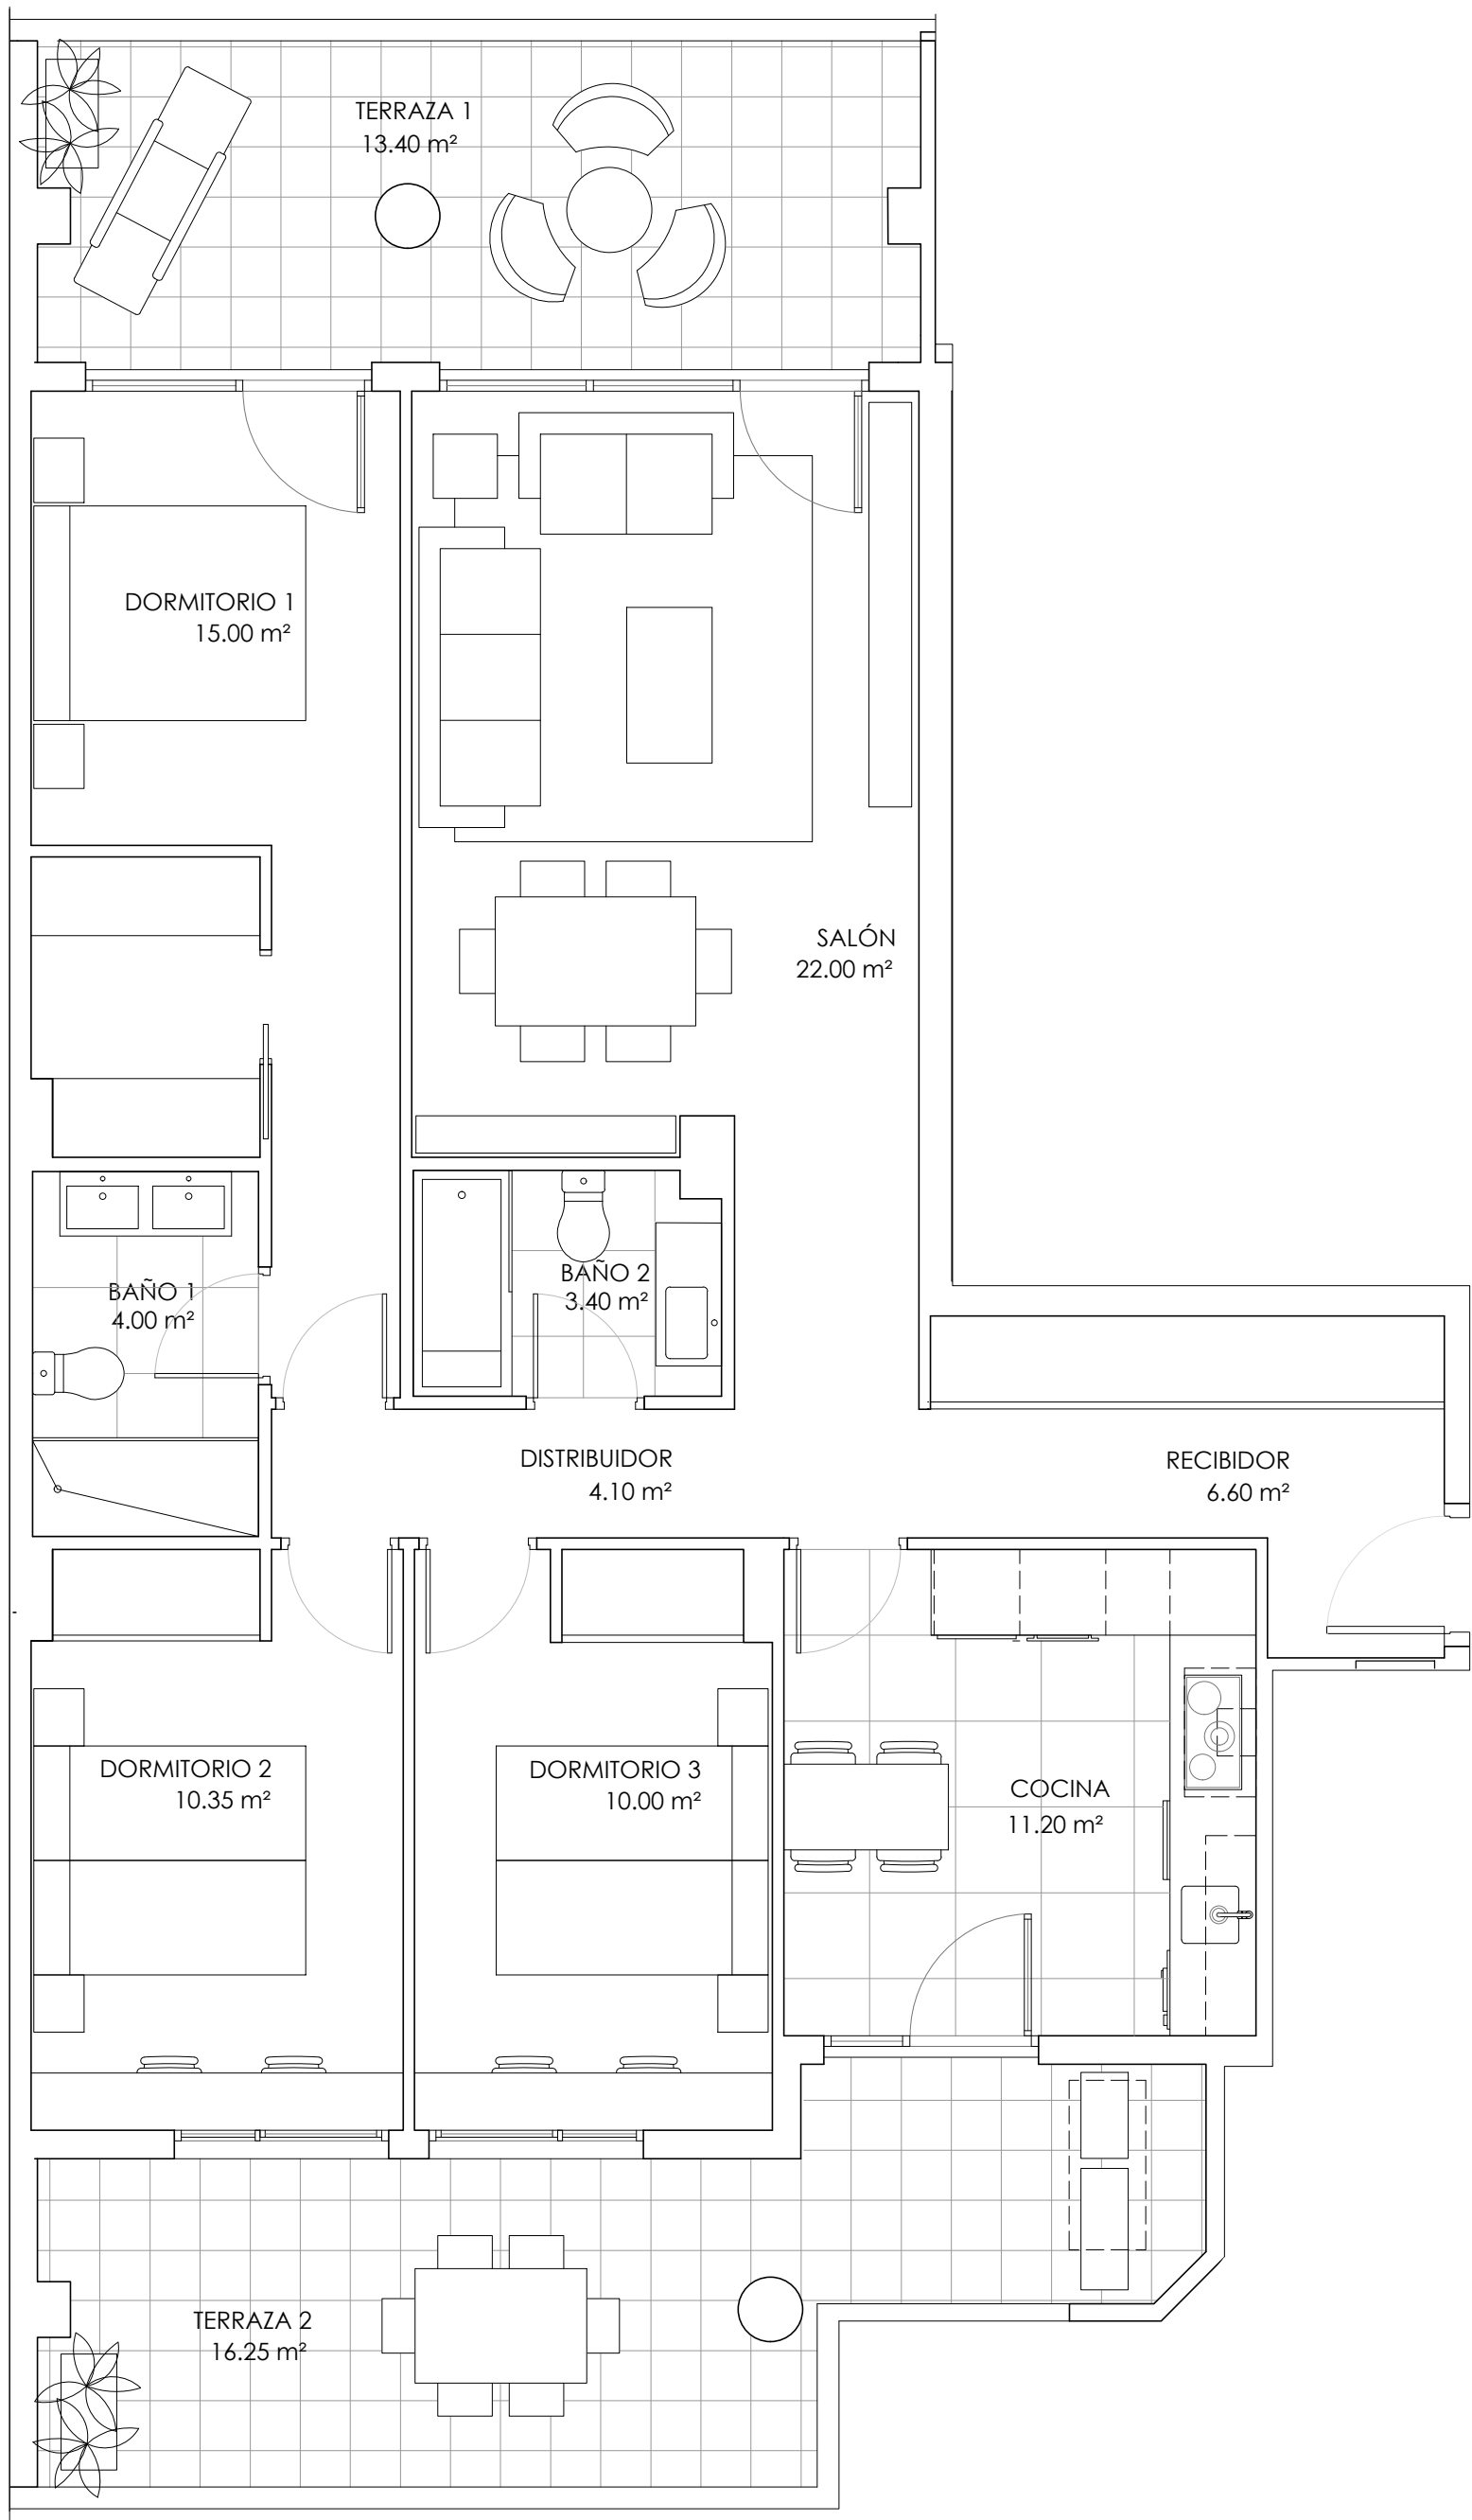 TERRAZA 1
13.40 m²
DORMITORIO 1
15.00 m²
SALÓN
22.00 m²
BAÑO 1
4.00 m²
BAÑO 2
3.40 m²
DISTRIBUIDOR
4.10 m²
RECIBIDOR
6.60 m²
DORMITORIO 2
10.35 m²
DORMITORIO 3
10.00 m²
COCINA
11.20 m²
TERRAZA 2
16.25 m²